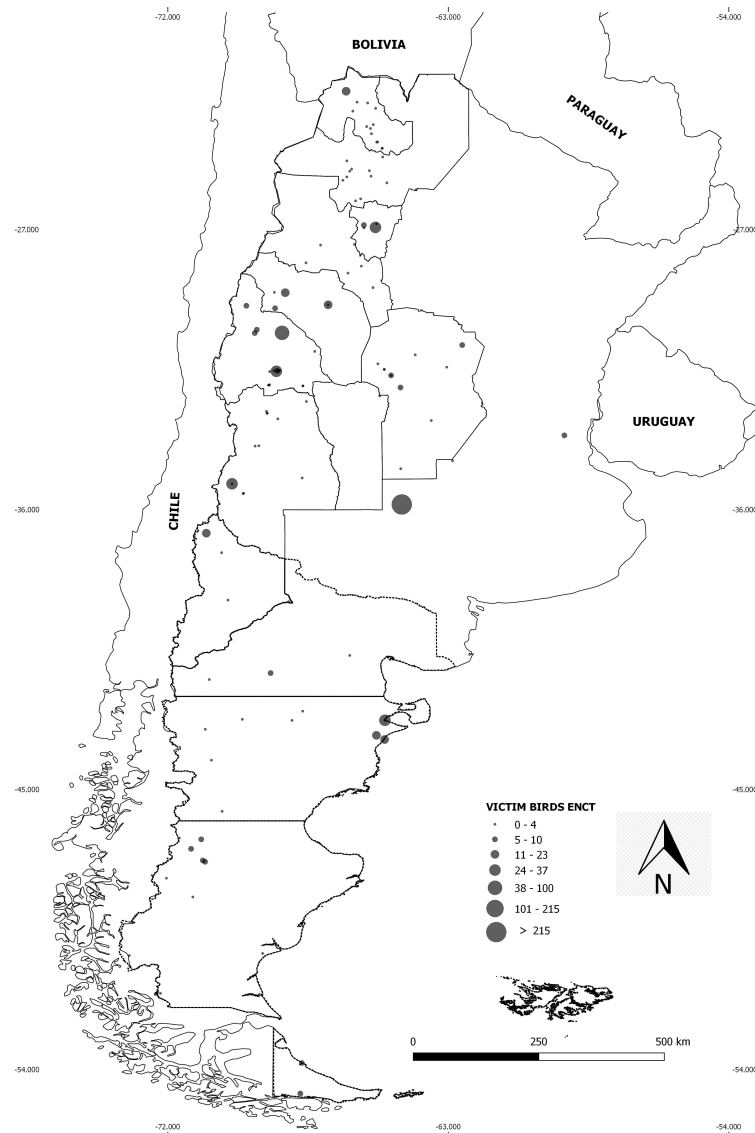 -72.000 -63.000 -54.000
BOLIVIA
PARAGUAY
-27.000 -27.000
URUGUAY
CHILE
-36.000 -36.000
-45.000 -45.000
VICTIM BIRDS ENCT
0 - 4
5 - 10
11 - 23
24 - 37
38 - 100
101 - 215
> 215
N
0 250 500 km
-54.000 -54.000
-72.000 -63.000 -54.000